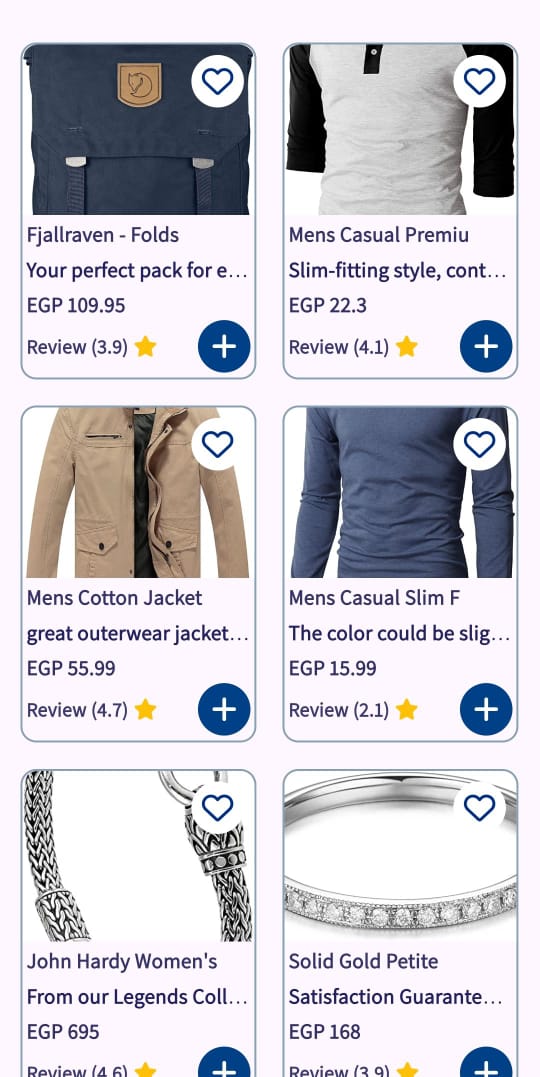 Fjallraven - Folds
Your perfect pack for e...
EGP 109.95
Review (3.9)
Mens Casual Premiu
Slim-fitting style, cont...
EGP 22.3
Review (4.1)
Mens Cotton Jacket
great outerwear jacket...
EGP 55.99
Review (4.7)
Mens Casual Slim F
The color could be slig...
EGP 15.99
Review (2.1)
John Hardy Women's
From our Legends Coll...
EGP 695
Review (4.6)
Solid Gold Petite
Satisfaction Guarante...
EGP 168
Review (3.9)